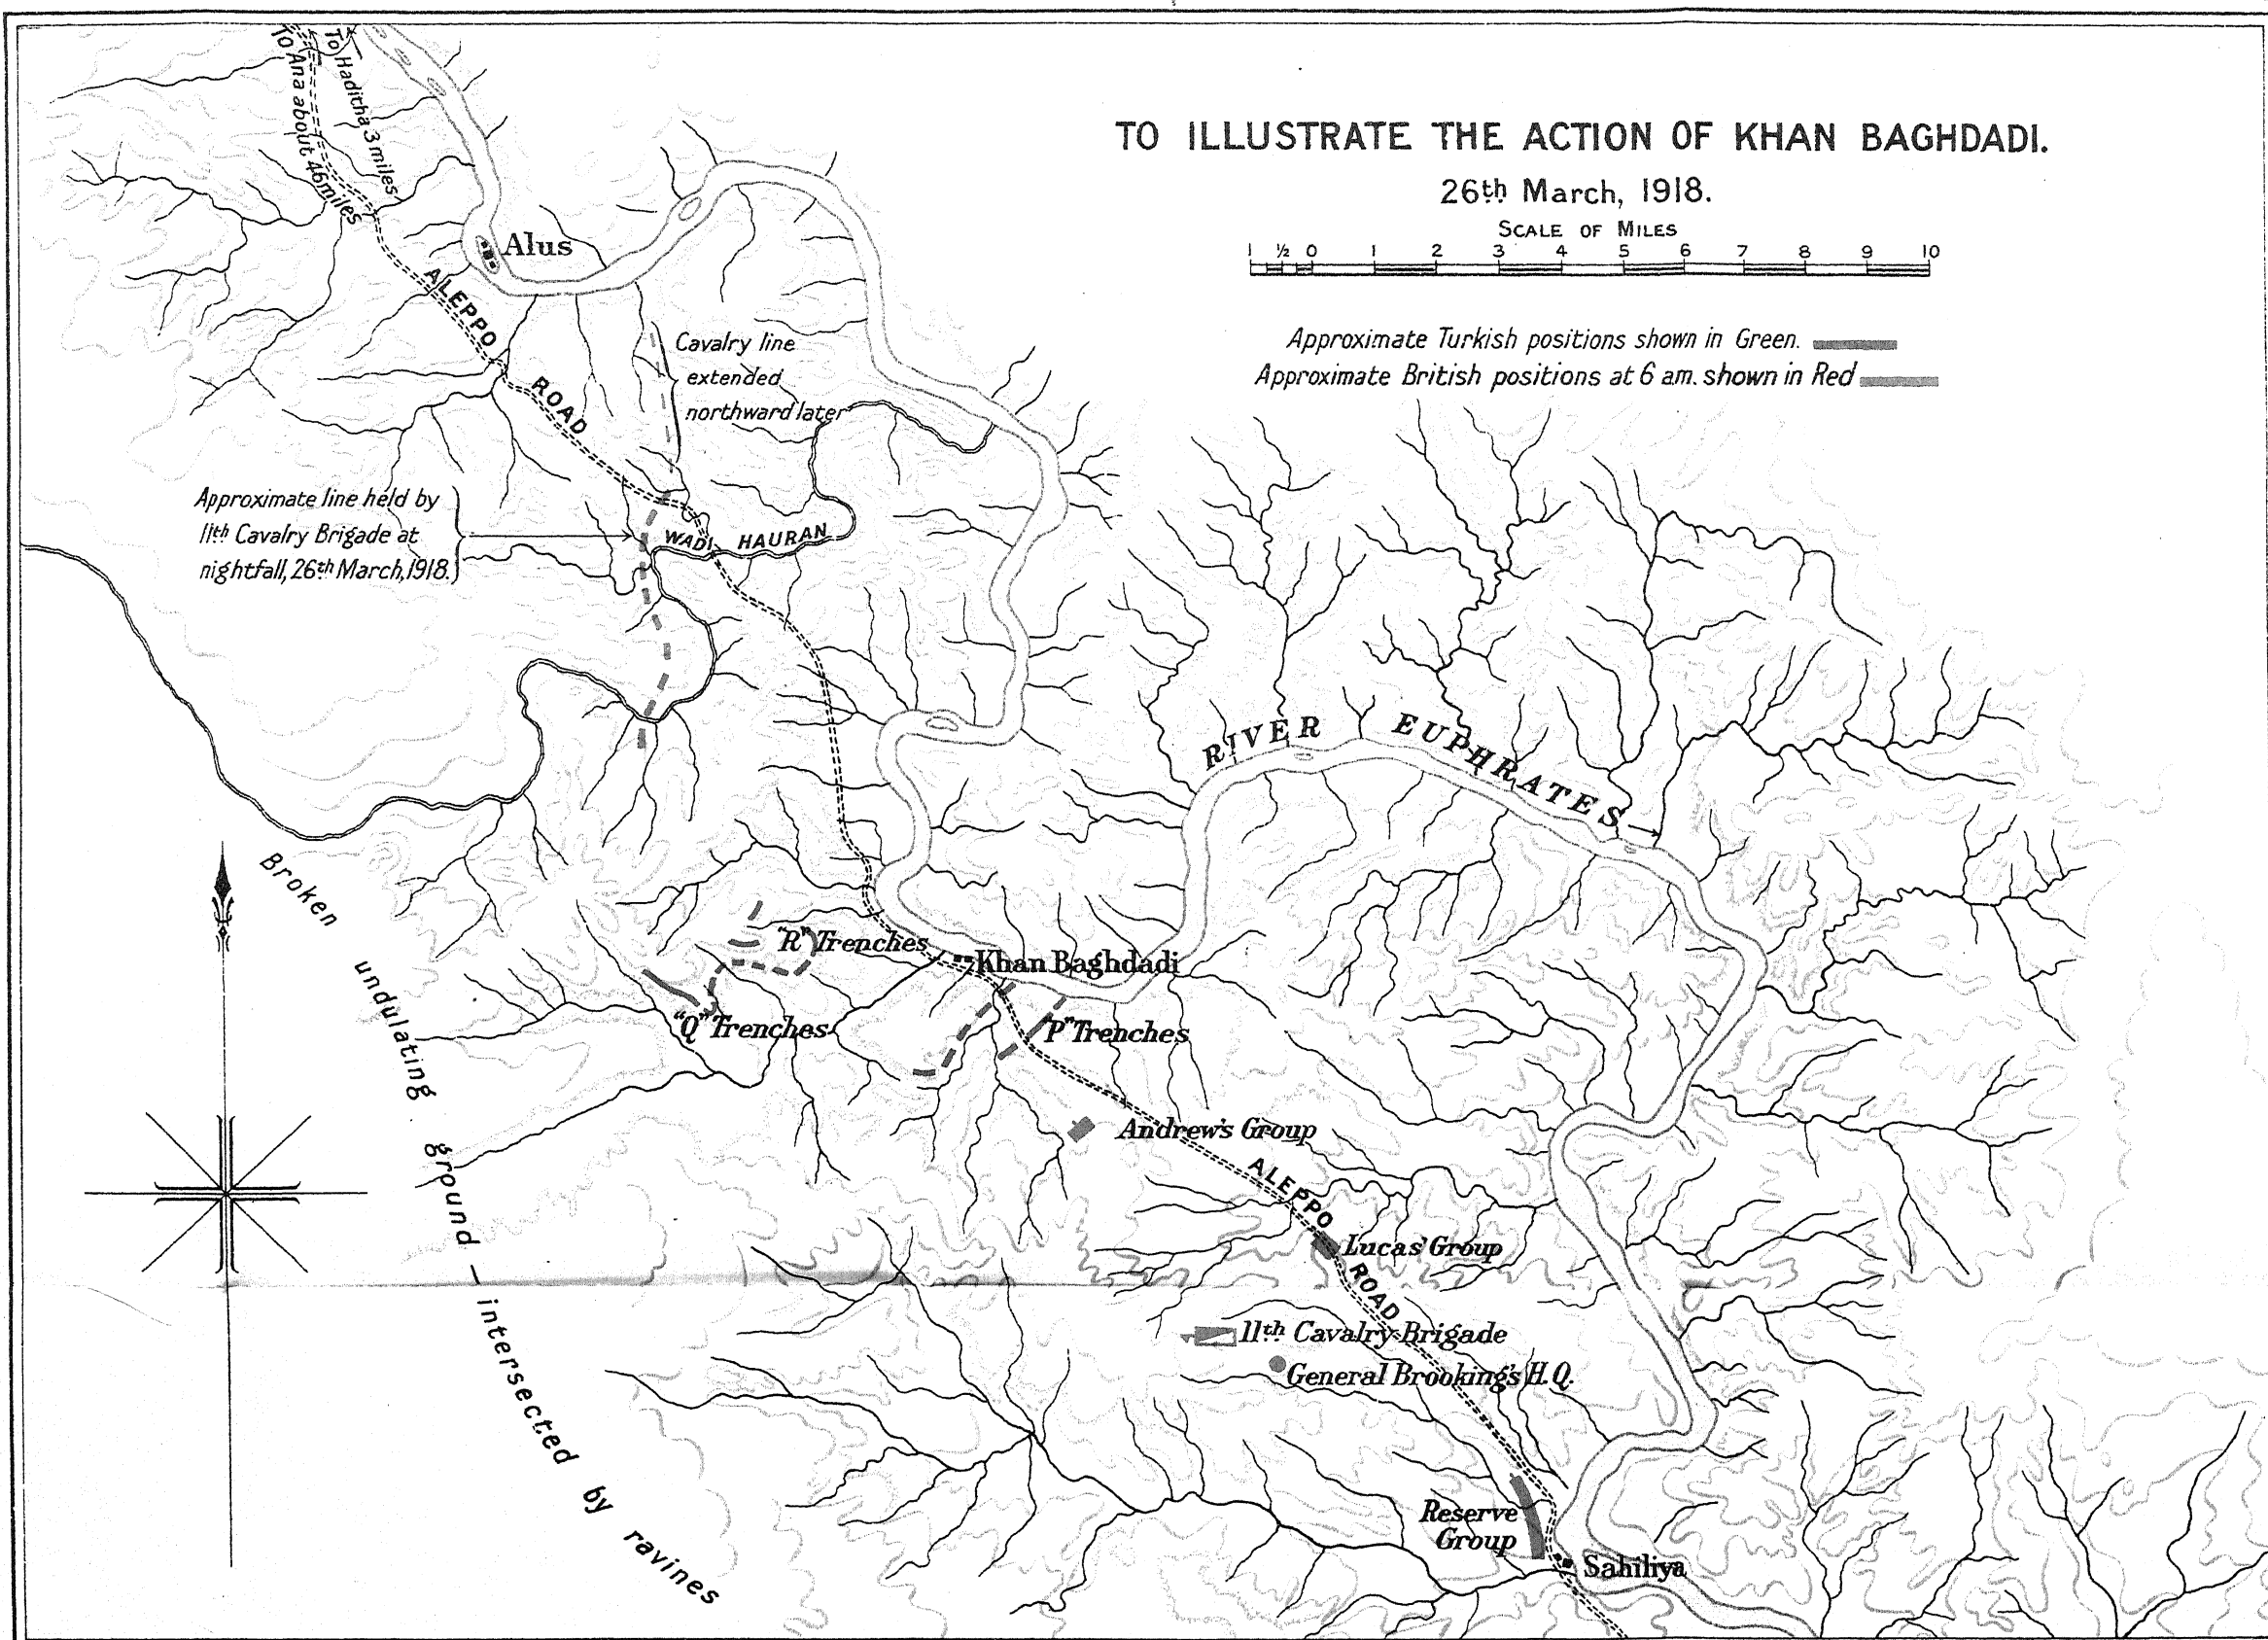 TO ILLUSTRATE THE ACTION OF KHAN BAGHDADI.
26th March, 1918.
SCALE OF MILES
1 ½ 0 1 2 3 4 5 6 7 8 9 10
Approximate Turkish positions shown in Green.
Approximate British positions at 6 a.m. shown in Red
To Ana about 46 miles
To Haditha 3 miles
Alus
ALEPPO ROAD
Cavalry line
extended
northward later
Approximate line held by
11th Cavalry Brigade at
nightfall, 26th March, 1918.
WADI HAURAN
RIVER EUPHRATES
Broken undulating ground – intersected by ravines
"R" Trenches
Khan Baghdadi
"Q" Trenches
"P" Trenches
Andrew's Group
ALEPPO ROAD
Lucas' Group
11th Cavalry Brigade
General Brooking's H.Q.
Reserve
Group
Sahiliya